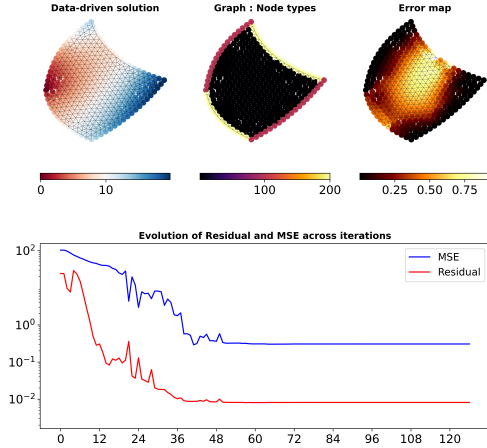 Data-driven solution
Graph : Node types
Error map
0 10
100 200
0.25 0.50 0.75
Evolution of Residual and MSE across iterations
10²
10⁰
10⁻¹
10⁻²
MSE
Residual
0 12 24 36 48 60 72 84 96 108 120